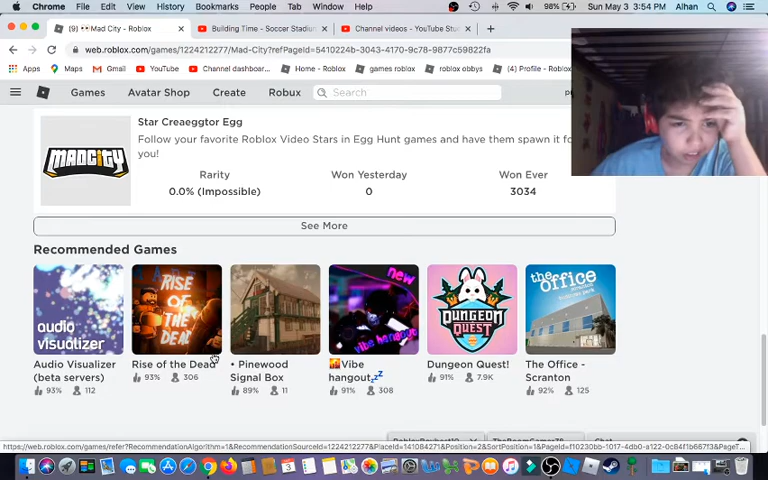 Chrome File Edit View History Bookmarks People Tab Window Help 98% Sun May 3 3:54 PM Alhan
(9) 👀Mad City - Roblox Building Time - Soccer Stadiu Channel videos - YouTube Stu
web.roblox.com/games/1224212277/Mad-City?refPageId=5410224b-3043-4170-9c78-9877c59822fa
Apps Maps YouTube Channel dashboar... Home - Roblox games roblox roblox obbys (4) Profile - Roblox
Games Avatar Shop Create Robux Search
Star Creaeggtor Egg
Follow your favorite Roblox Video Stars in Egg Hunt games and have them spawn it fo
you!
MADCITY
Rarity Won Yesterday Won Ever
0.0% (Impossible) 0 3034
See More
Recommended Games
audio visualizer
RISE OF THE DEAD
new vibe hangout
DUNGEON QUEST!
the office
Audio Visualizer (beta servers)
93% 112
Rise of the Dead
93% 306
• Pinewood Signal Box
89% 11
🌇Vibe hangout💤
91% 308
Dungeon Quest!
91% 7.9K
The Office - Scranton
92% 125
Chat